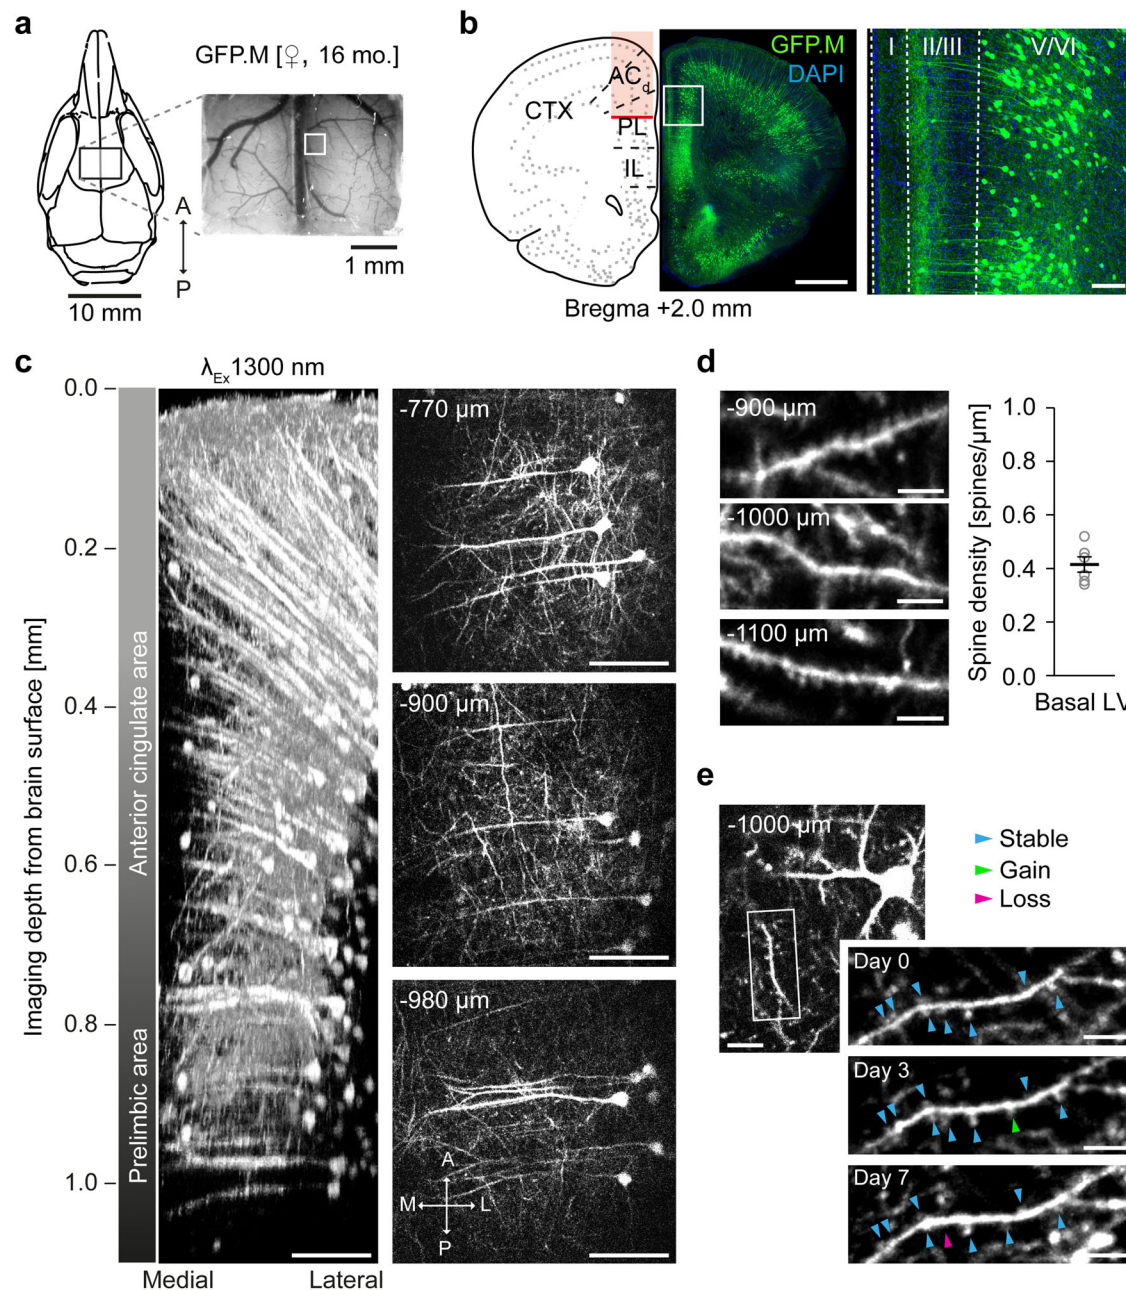 a
GFP.M [♀, 16 mo.]
A
P
10 mm
1 mm
b
CTX
ACd
PL
IL
GFP.M
DAPI
Bregma +2.0 mm
I
II/III
V/VI
c
λEx1300 nm
Imaging depth from brain surface [mm]
0.0
0.2
0.4
0.6
0.8
1.0
Anterior cingulate area
Prelimbic area
Medial
Lateral
-770 µm
-900 µm
-980 µm
A
M
L
P
d
-900 µm
-1000 µm
-1100 µm
Spine density [spines/µm]
1.0
0.8
0.6
0.4
0.2
0.0
Basal LV
e
-1000 µm
Stable
Gain
Loss
Day 0
Day 3
Day 7